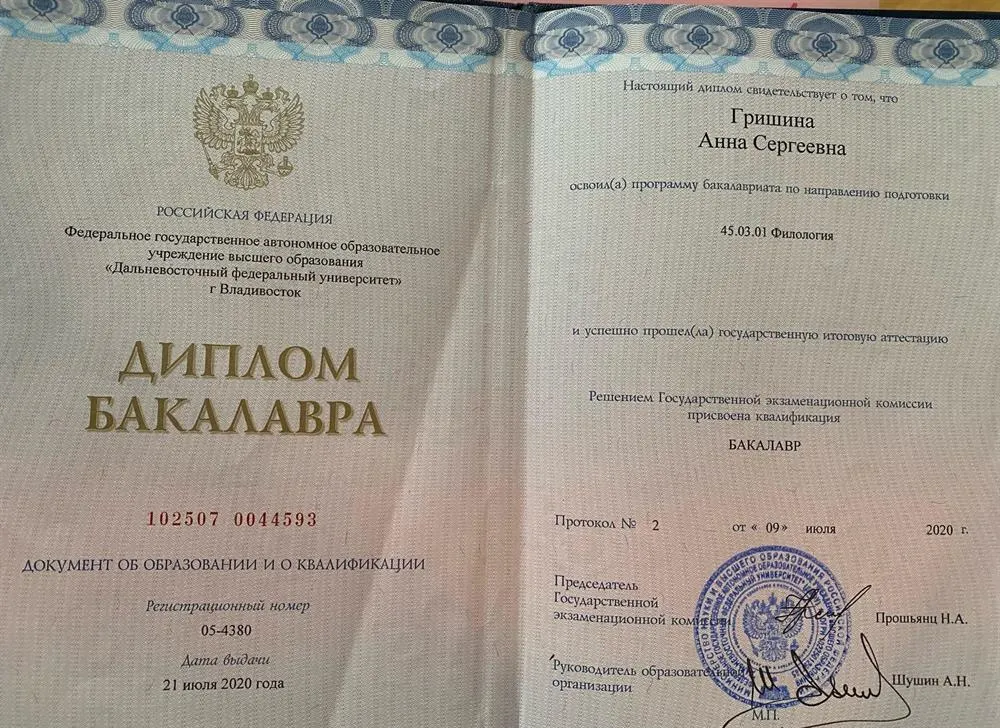 РОССИЙСКАЯ ФЕДЕРАЦИЯ
Федеральное государственное автономное образовательное
учреждение высшего образования
«Дальневосточный федеральный университет»
г Владивосток
ДИПЛОМ
БАКАЛАВРА
102507 0044593
ДОКУМЕНТ ОБ ОБРАЗОВАНИИ И О КВАЛИФИКАЦИИ
Регистрационный номер
05-4380
Дата выдачи
21 июля 2020 года
Настоящий диплом свидетельствует о том, что
Гришина
Анна Сергеевна
освоил(а) программу бакалавриата по направлению подготовки
45.03.01 Филология
и успешно прошел(ла) государственную итоговую аттестацию
Решением Государственной экзаменационной комиссии
присвоена квалификация
БАКАЛАВР
Протокол № 2 от « 09 » июля 2020 г.
Председатель
Государственной
экзаменационной комиссии
Прошьянц Н.А.
Руководитель образовательной
организации
Шушин А.Н.
М.П.